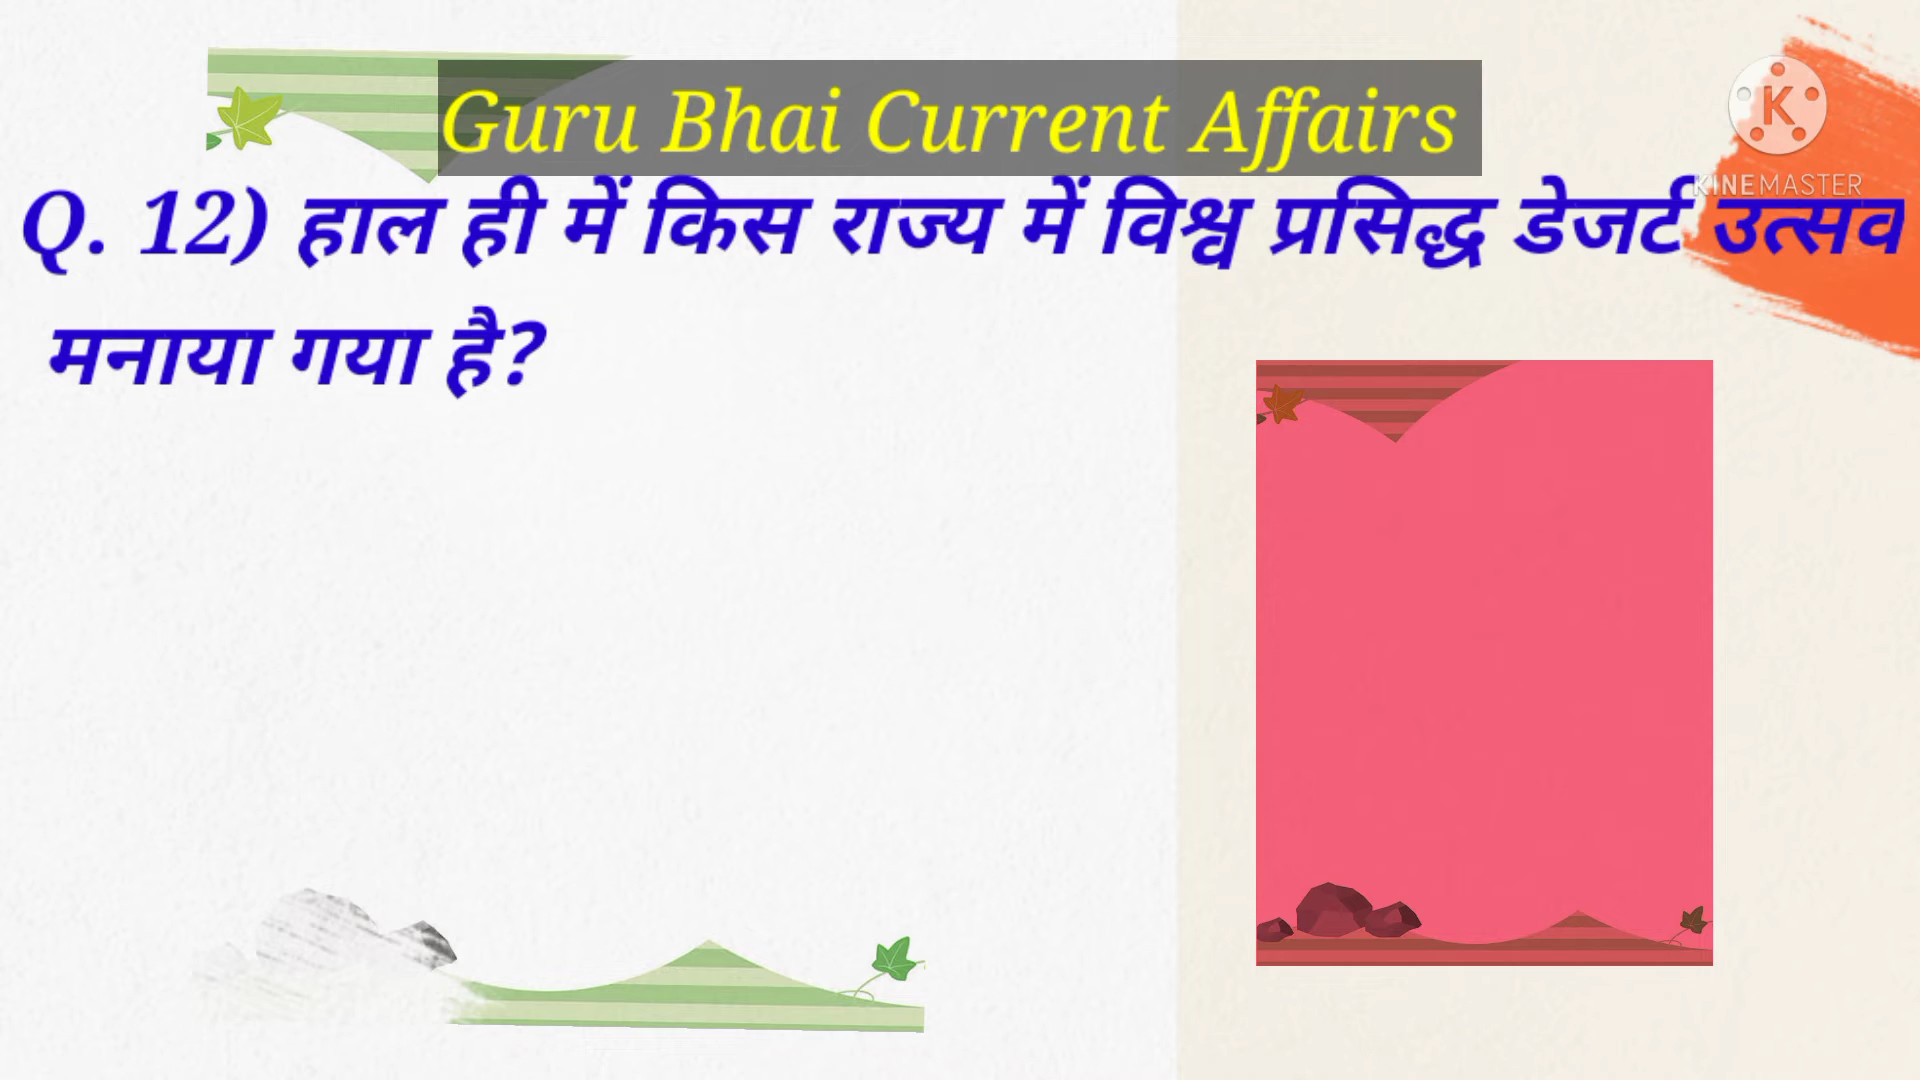 Guru Bhai Current Affairs
K
KINEMASTER
Q. 12) हाल ही में किस राज्य में विश्व प्रसिद्ध डेजर्ट उत्सव
मनाया गया है?